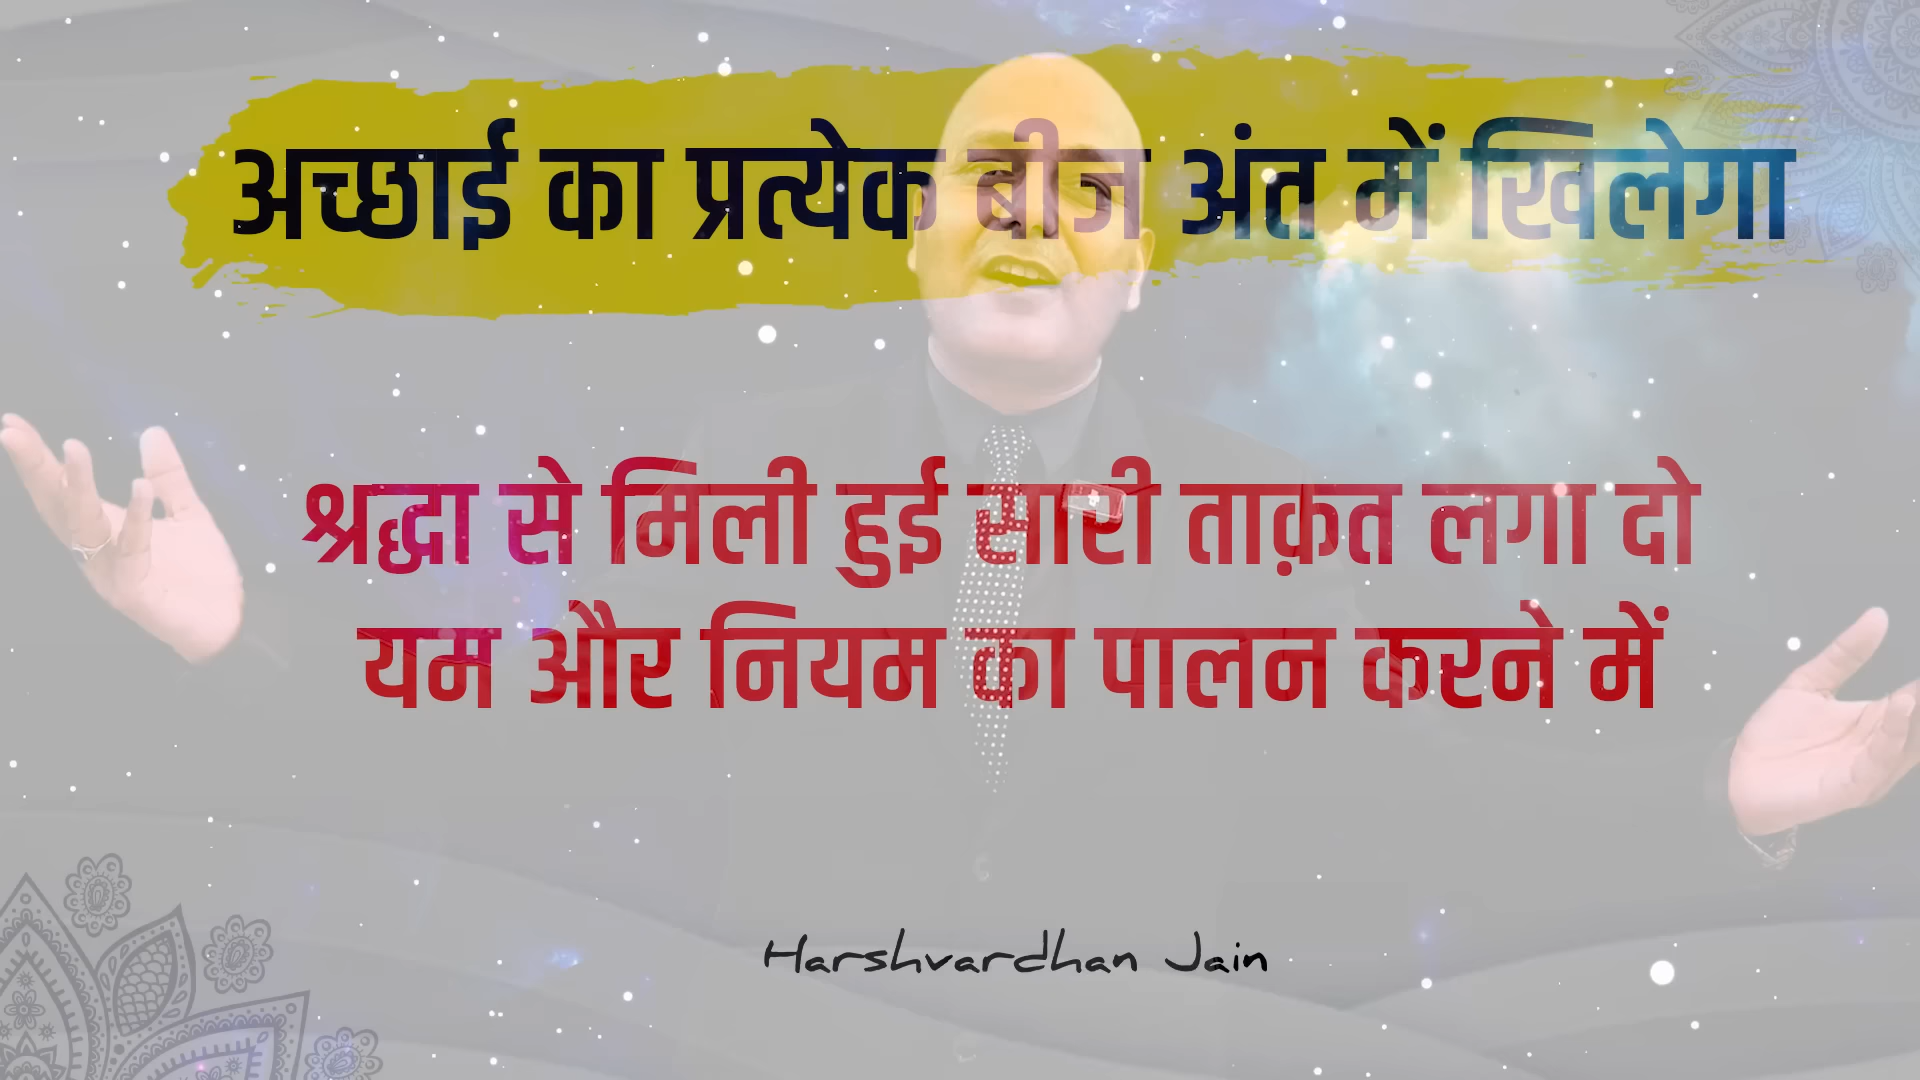 अच्छाई का प्रत्येक बीज अंत में खिलेगा
श्रद्धा से मिली हुई सारी ताक़त लगा दो
यम और नियम का पालन करने में
Harshvardhan Jain